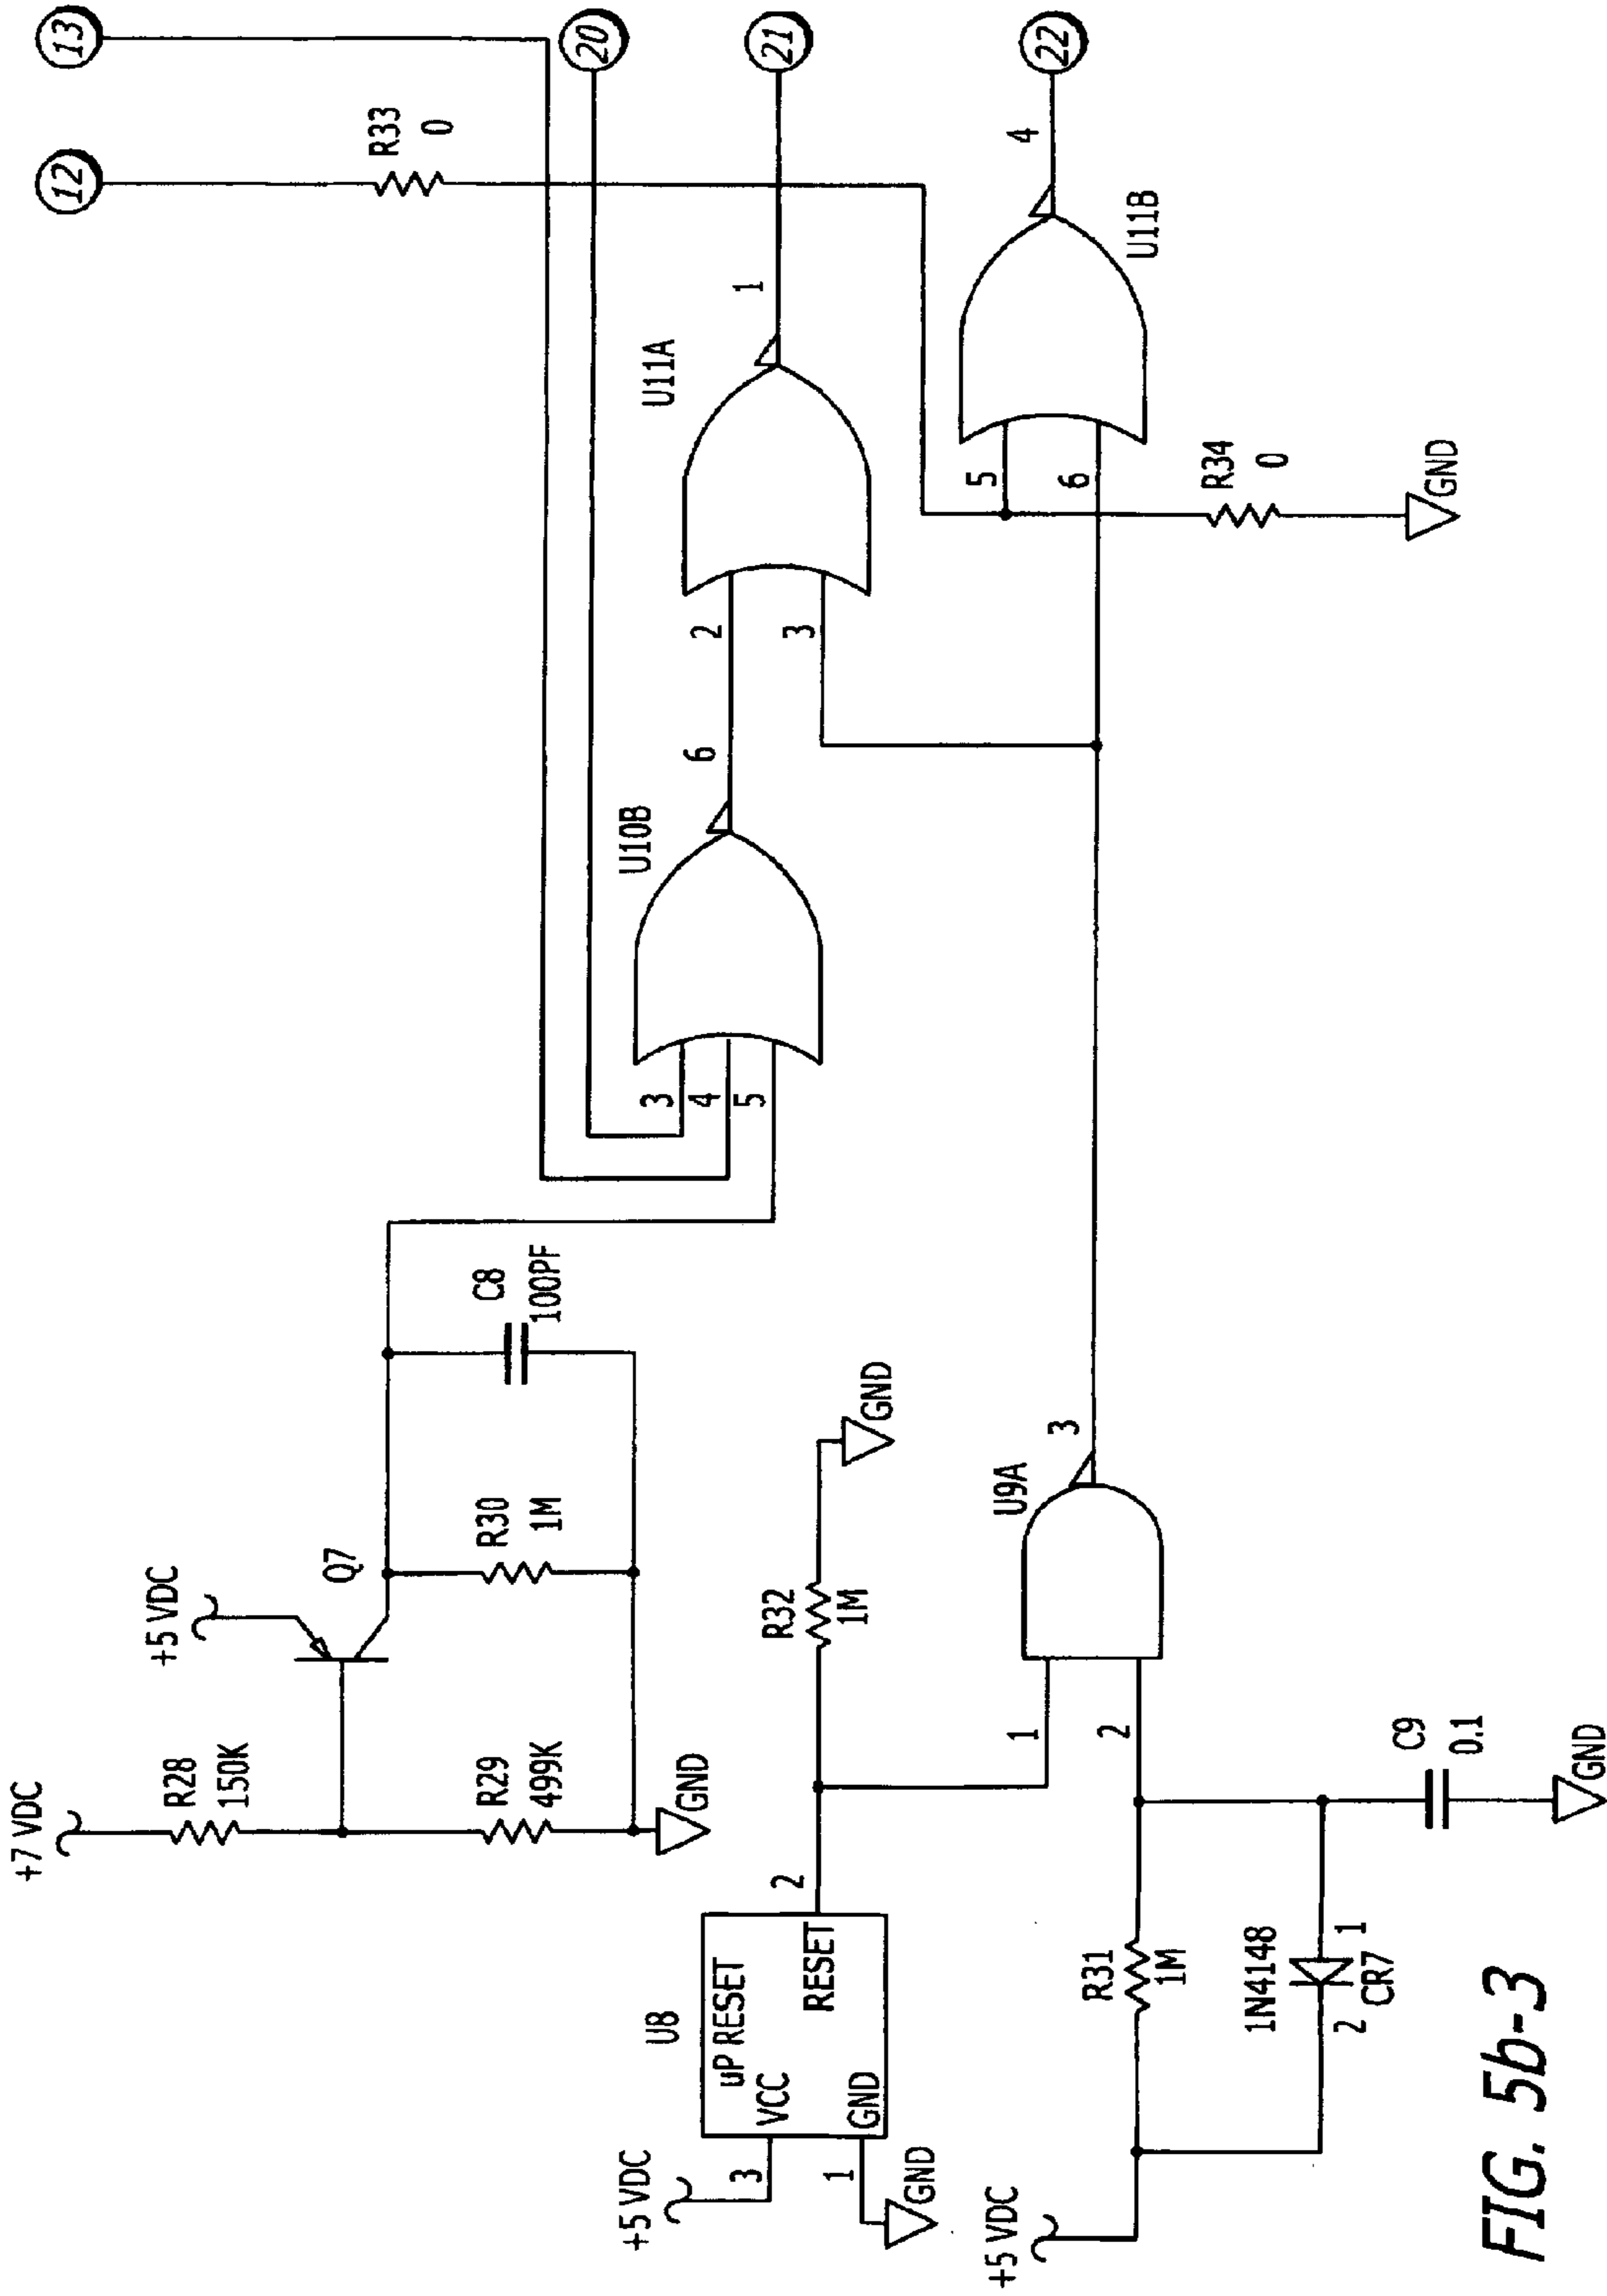 13
20
21
22
12
R33
0
4
U11B
1
U11A
5
6
R34
0
GND
2
3
6
U10B
3
4
5
C8
100PF
+5 VDC
Q7
R30
1M
GND
R32
1M
U9A
3
+7 VDC
R28
150K
R29
499K
GND
1
2
C9
0.1
GND
2
U8
uP RESET
VCC
RESET
GND
+5 VDC
3
1
GND
R31
1M
1N4148
1
2
CR7
+5 VDC
FIG. 5b-3